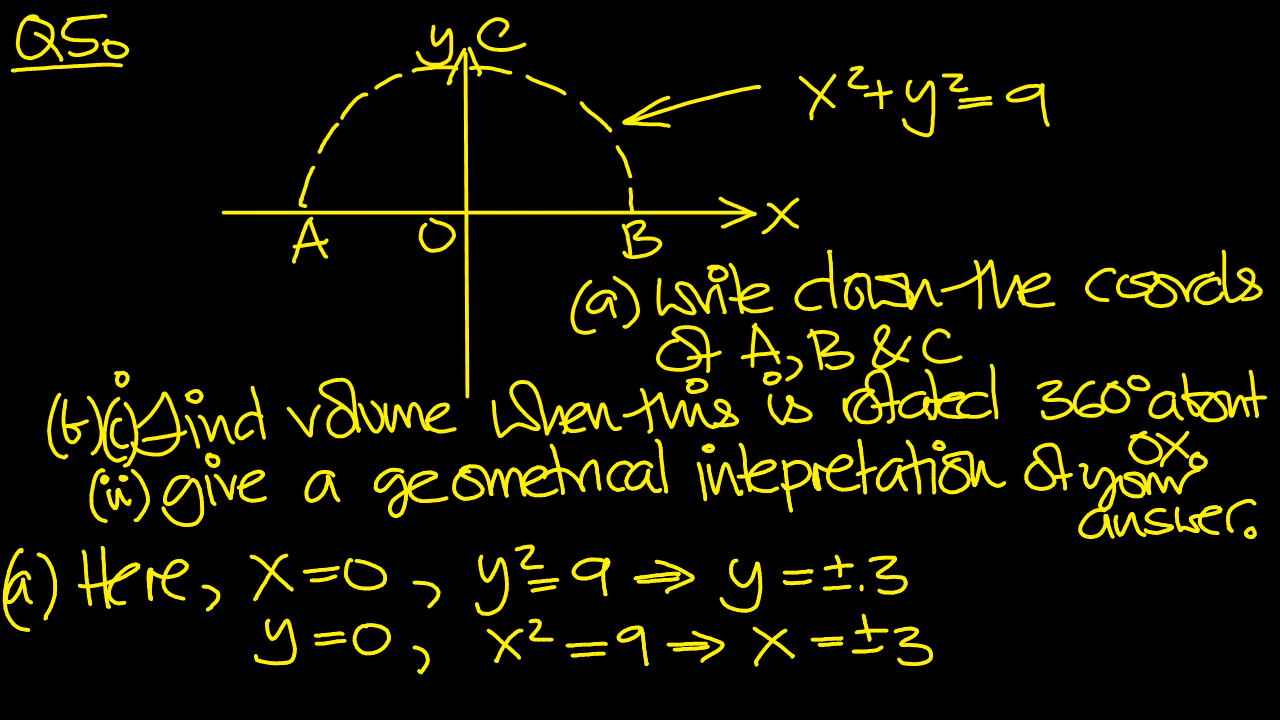 Q5.
y C
x²+y²=9
A O B x
(a) write down the coords
of A, B & C
(b)(i) find volume when this is rotated 360° about
ox.
(ii) give a geometrical intepretation of your
answer.
(a) Here, x=0, y²=9 ⇒ y=±3
y=0, x²=9 ⇒ x=±3